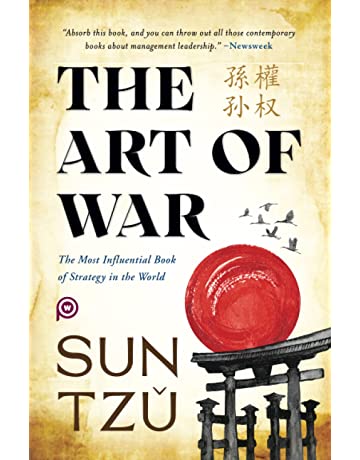 "Absorb this book, and you can throw out all those contemporary
books about management leadership." –Newsweek
THE
ART OF
WAR
孫權
孙权
The Most Influential Book
of Strategy in the World
W
SUN
TZǓ